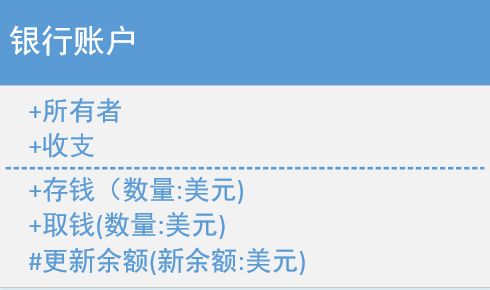 银行账户
+所有者
+收支
+存钱（数量:美元)
+取钱(数量:美元)
#更新余额(新余额:美元)